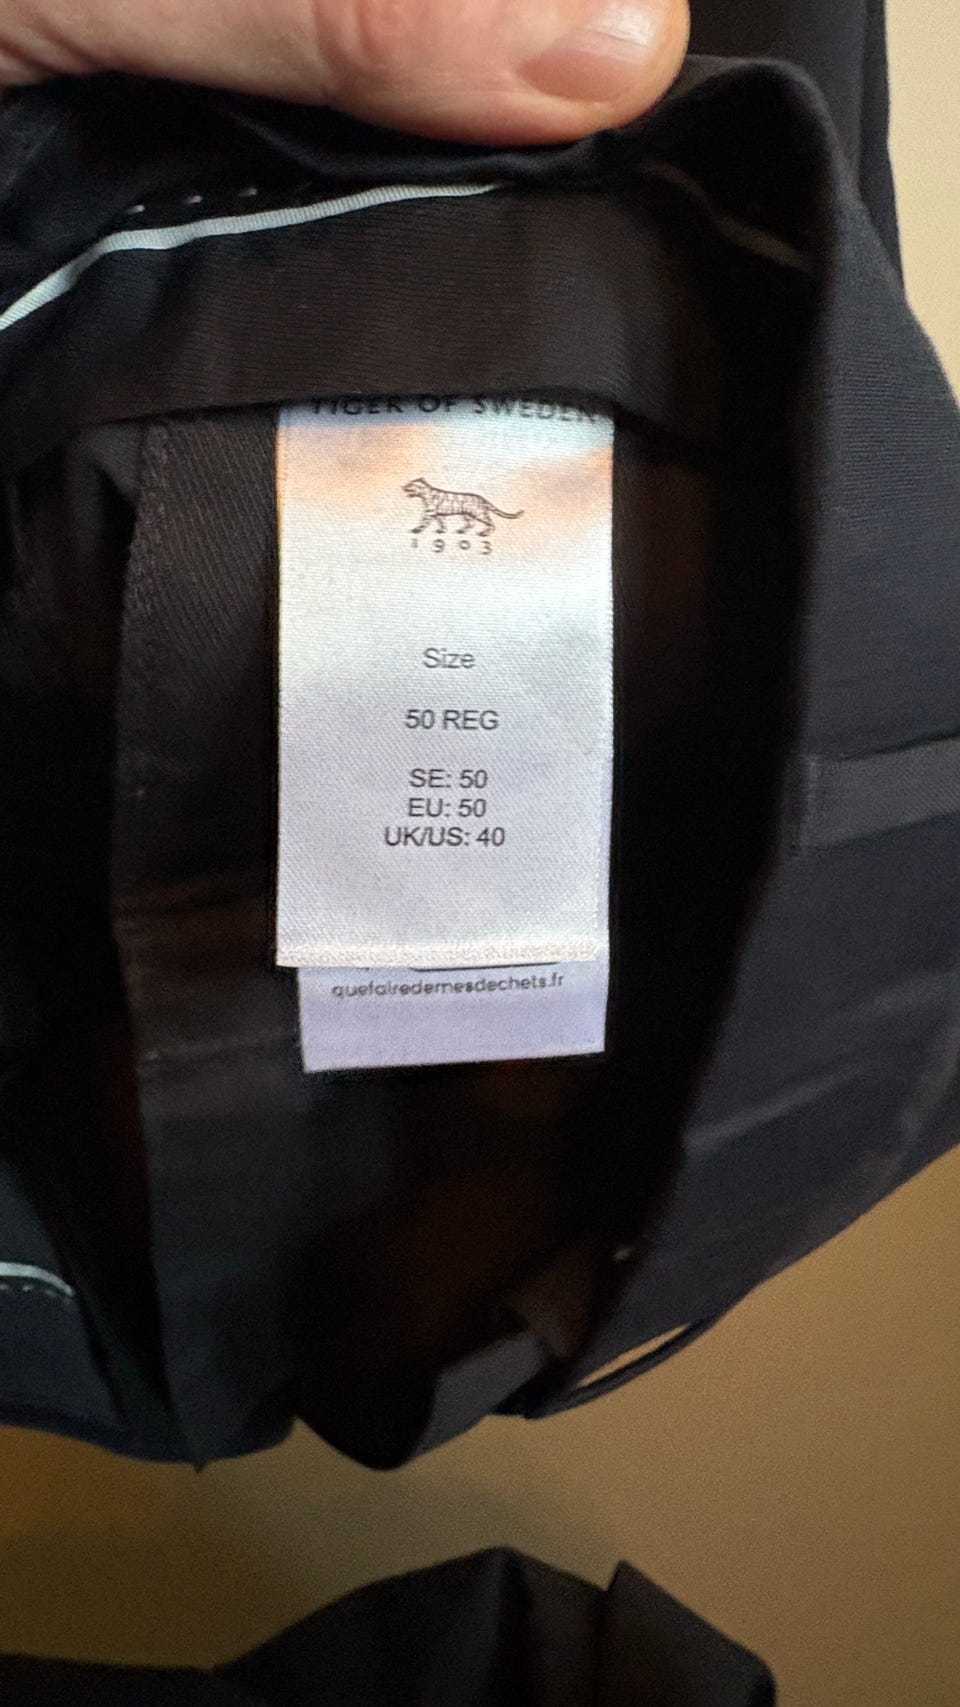 TIGER OF SWEDEN
1903
Size
50 REG
SE: 50
EU: 50
UK/US: 40
quefairedemesdechets.fr